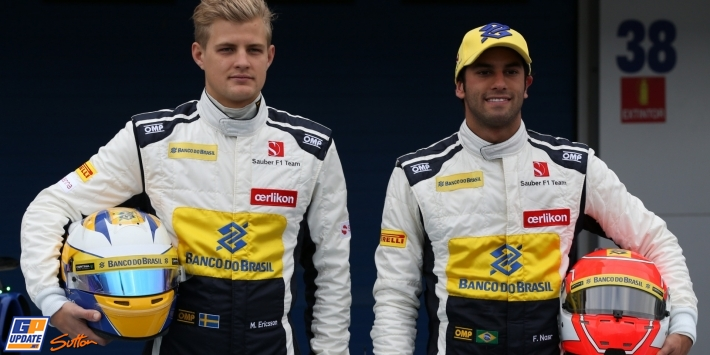 38
EXTINTOR
OMP
OMP
BANCO DO BRASIL
Sauber F1 Team
œrlikon
BANCO DO BRASIL
M. Ericsson
OMP
BANCO DO BRASIL
OMP
OMP
BANCO DO BRASIL
Sauber F1 Team
œrlikon
PIRELLI
BANCO DO BRASIL
F. Nasr
OMP
BANCO DO BRASIL
GP
UPDATE
Sutton